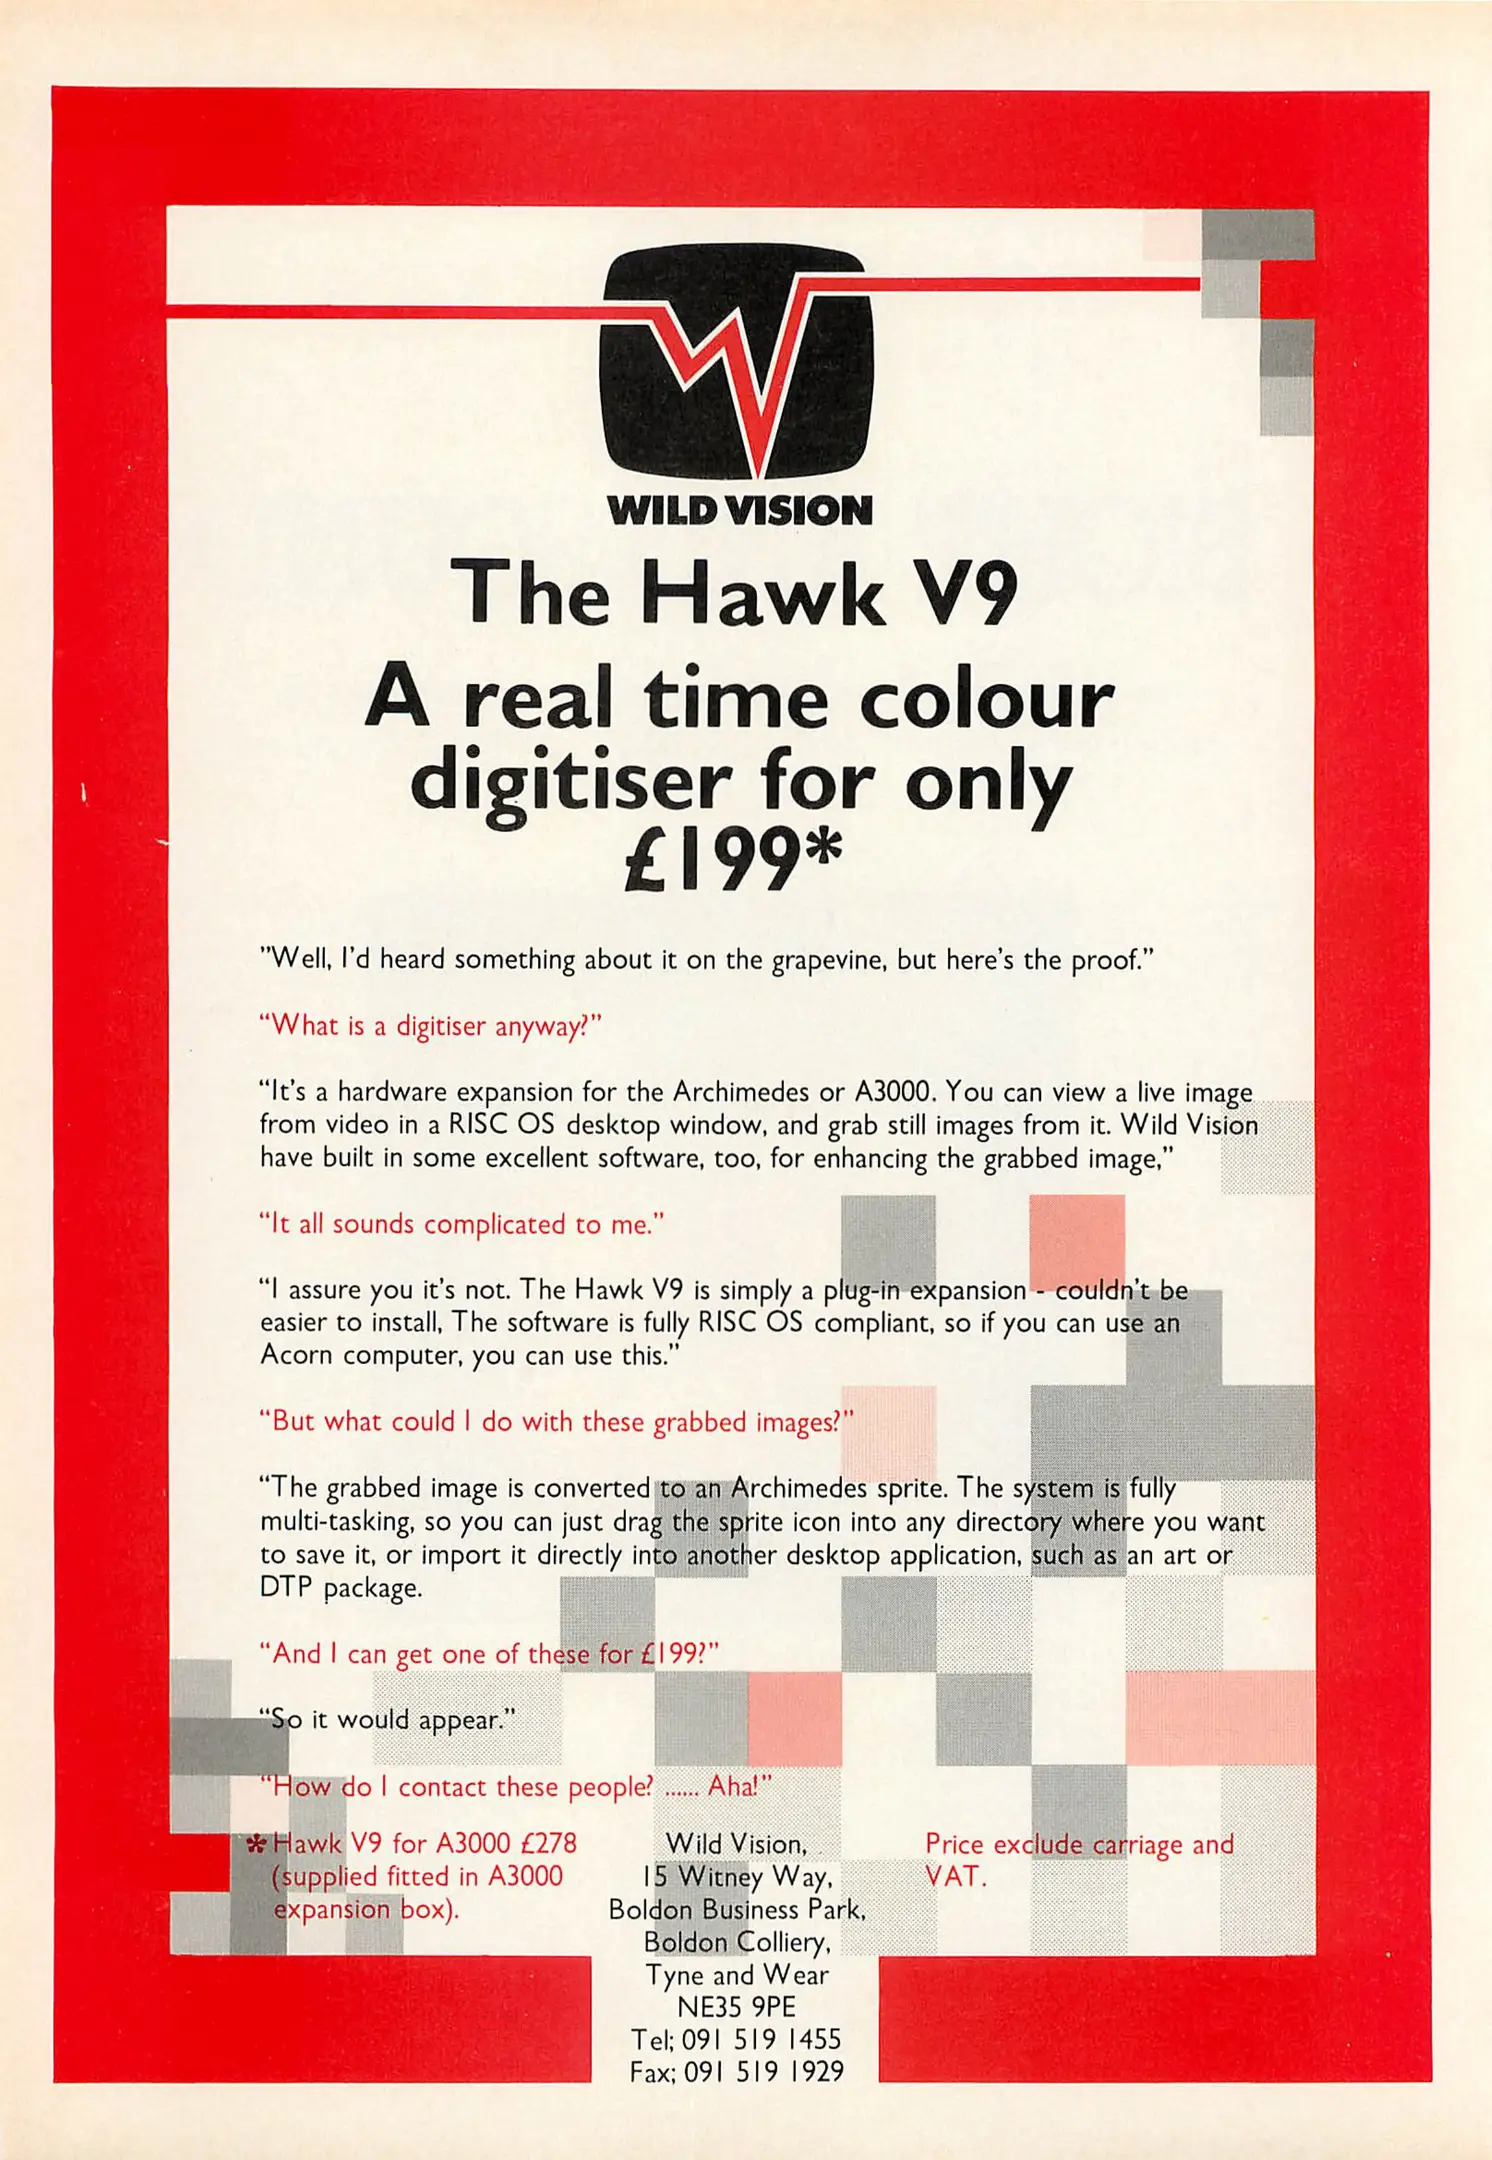 WILD VISION
The Hawk V9
A real time colour
digitiser for only
£199*
"Well, I'd heard something about it on the grapevine, but here's the proof."
“What is a digitiser anyway?”
“It's a hardware expansion for the Archimedes or A3000. You can view a live image
from video in a RISC OS desktop window, and grab still images from it. Wild Vision
have built in some excellent software, too, for enhancing the grabbed image,”
“It all sounds complicated to me.”
“I assure you it's not. The Hawk V9 is simply a plug-in expansion - couldn't be
easier to install, The software is fully RISC OS compliant, so if you can use an
Acorn computer, you can use this.”
“But what could I do with these grabbed images?”
“The grabbed image is converted to an Archimedes sprite. The system is fully
multi-tasking, so you can just drag the sprite icon into any directory where you want
to save it, or import it directly into another desktop application, such as an art or
DTP package.
“And I can get one of these for £199?”
“So it would appear.”
“How do I contact these people? ...... Aha!”
* Hawk V9 for A3000 £278
(supplied fitted in A3000
expansion box).
Wild Vision,
15 Witney Way,
Boldon Business Park,
Boldon Colliery,
Tyne and Wear
NE35 9PE
Tel; 091 519 1455
Fax; 091 519 1929
Price exclude carriage and
VAT.